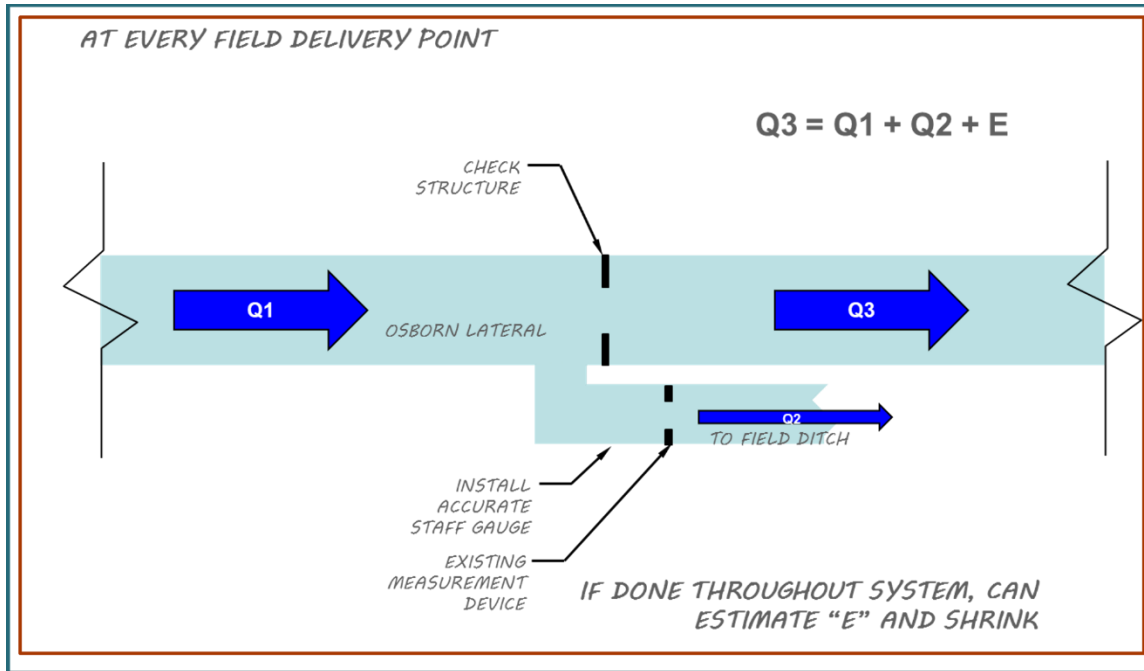 AT EVERY FIELD DELIVERY POINT
Q3 = Q1 + Q2 + E
CHECK
STRUCTURE
Q1
Q3
OSBORN LATERAL
Q2
TO FIELD DITCH
INSTALL
ACCURATE
STAFF GAUGE
EXISTING
MEASUREMENT
DEVICE
IF DONE THROUGHOUT SYSTEM, CAN
ESTIMATE “E” AND SHRINK